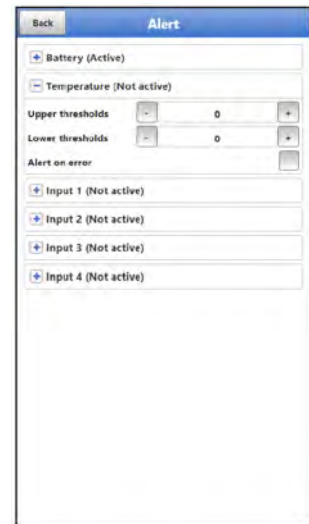 Back
Alert
+ Battery (Active)
- Temperature (Not active)
Upper thresholds - 0 +
Lower thresholds - 0 +
Alert on error
+ Input 1 (Not active)
+ Input 2 (Not active)
+ Input 3 (Not active)
+ Input 4 (Not active)